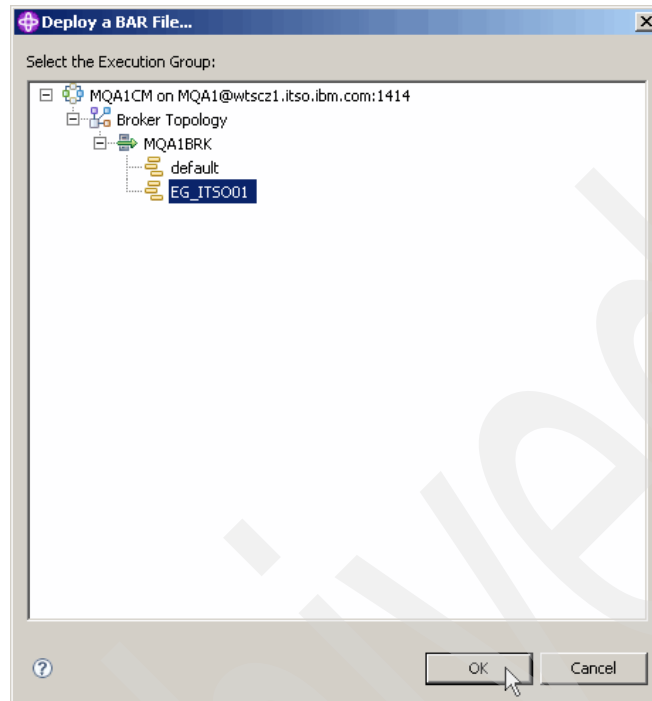 Deploy a BAR File...
Select the Execution Group:
MQA1CM on MQA1@wtscz1.itso.ibm.com:1414
Broker Topology
MQA1BRK
default
EG_ITSO01
OK Cancel